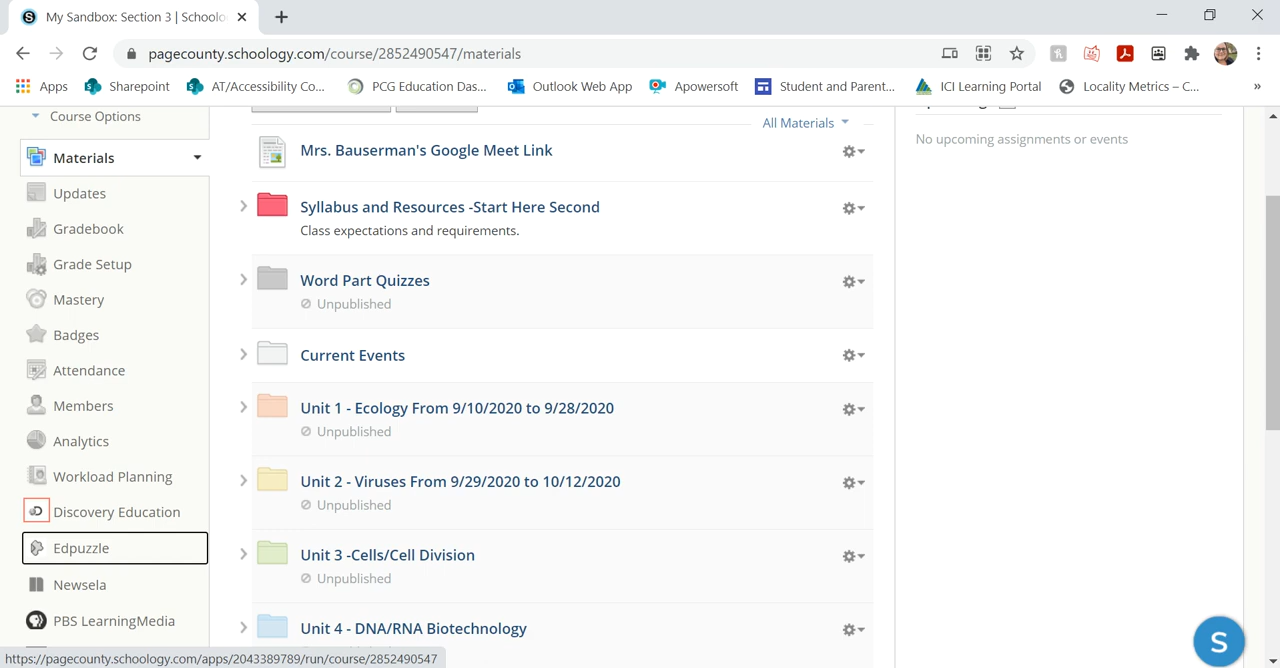 My Sandbox: Section 3 | Schoolo
pagecounty.schoology.com/course/2852490547/materials
Apps
Sharepoint
AT/Accessibility Co...
PCG Education Das...
Outlook Web App
Apowersoft
Student and Parent...
ICI Learning Portal
Locality Metrics – C...
»
Course Options
Materials
Updates
Gradebook
Grade Setup
Mastery
Badges
Attendance
Members
Analytics
Workload Planning
Discovery Education
Edpuzzle
Newsela
PBS LearningMedia
All Materials
Mrs. Bauserman's Google Meet Link
Syllabus and Resources -Start Here Second
Class expectations and requirements.
Word Part Quizzes
Unpublished
Current Events
Unit 1 - Ecology From 9/10/2020 to 9/28/2020
Unpublished
Unit 2 - Viruses From 9/29/2020 to 10/12/2020
Unpublished
Unit 3 -Cells/Cell Division
Unpublished
Unit 4 - DNA/RNA Biotechnology
No upcoming assignments or events
S
https://pagecounty.schoology.com/apps/2043389789/run/course/2852490547